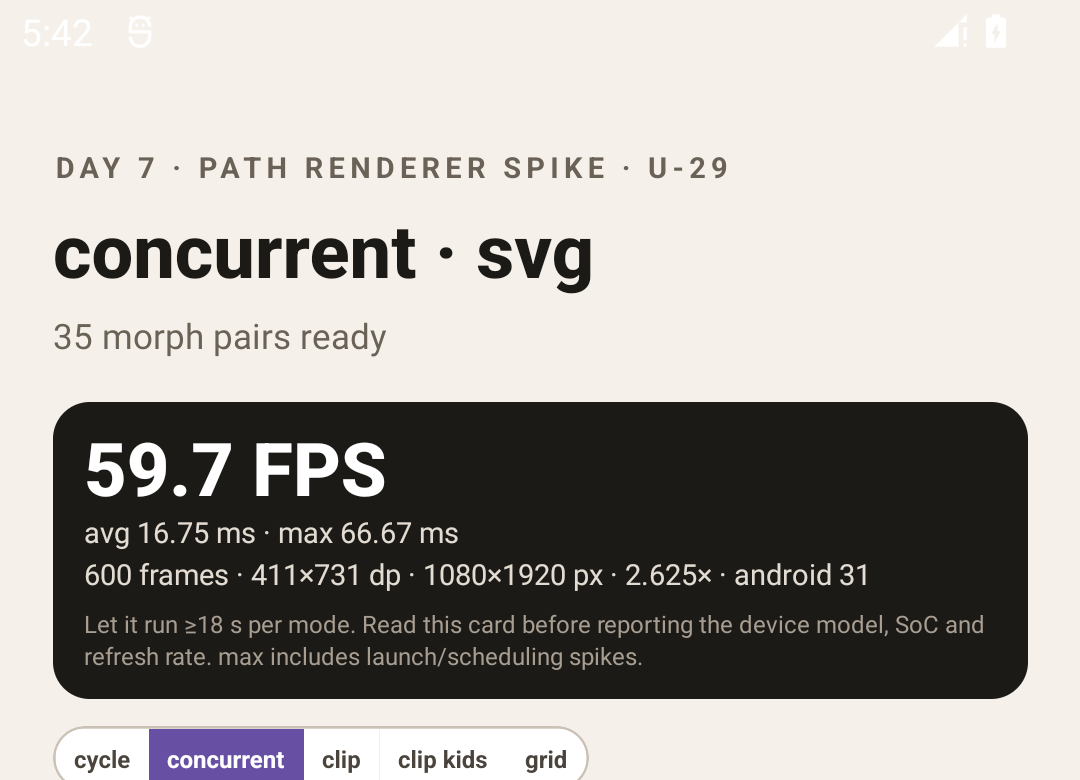 5:42
DAY 7 · PATH RENDERER SPIKE · U-29
concurrent · svg
35 morph pairs ready
59.7 FPS
avg 16.75 ms · max 66.67 ms
600 frames · 411×731 dp · 1080×1920 px · 2.625× · android 31
Let it run ≥18 s per mode. Read this card before reporting the device model, SoC and
refresh rate. max includes launch/scheduling spikes.
cycle concurrent clip clip kids grid